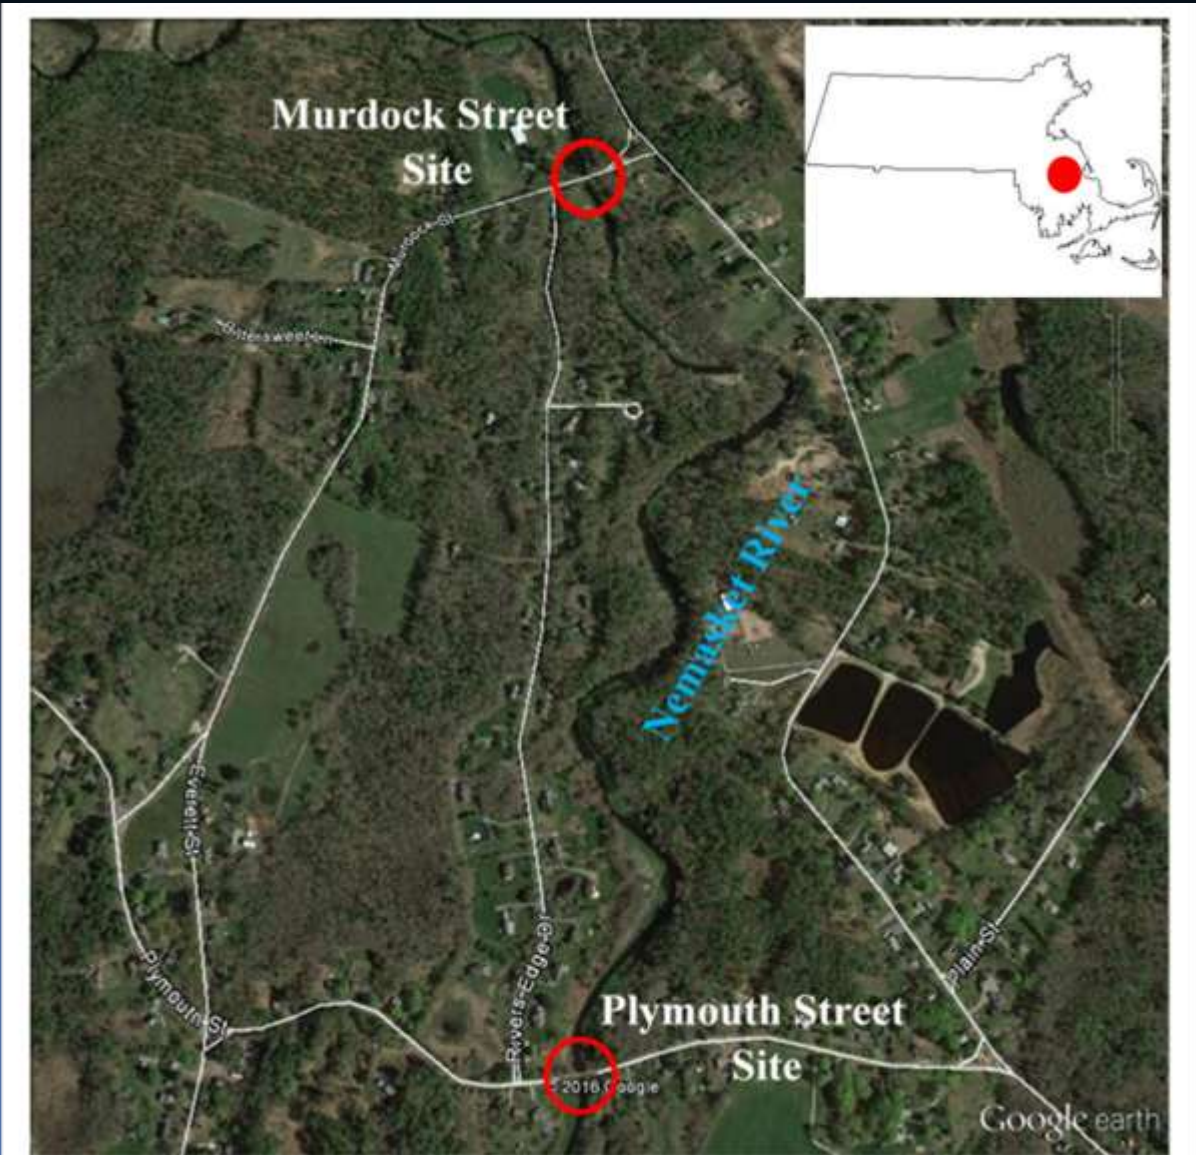 Murdock Street
Site
Murdock St
Bittersweet Ln
Nemasket River
Everett St
Plymouth St
Rivers Edge Dr
Plain St
Plymouth Street
Site
2016 Google
Google earth